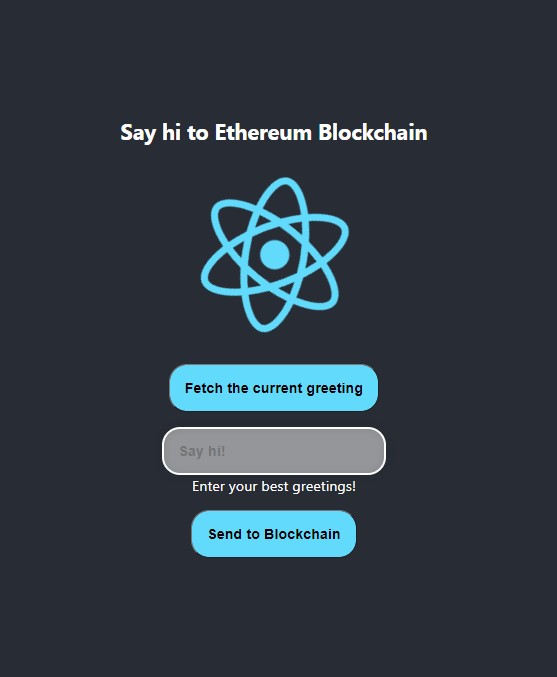 Say hi to Ethereum Blockchain
Fetch the current greeting
Say hi!
Enter your best greetings!
Send to Blockchain